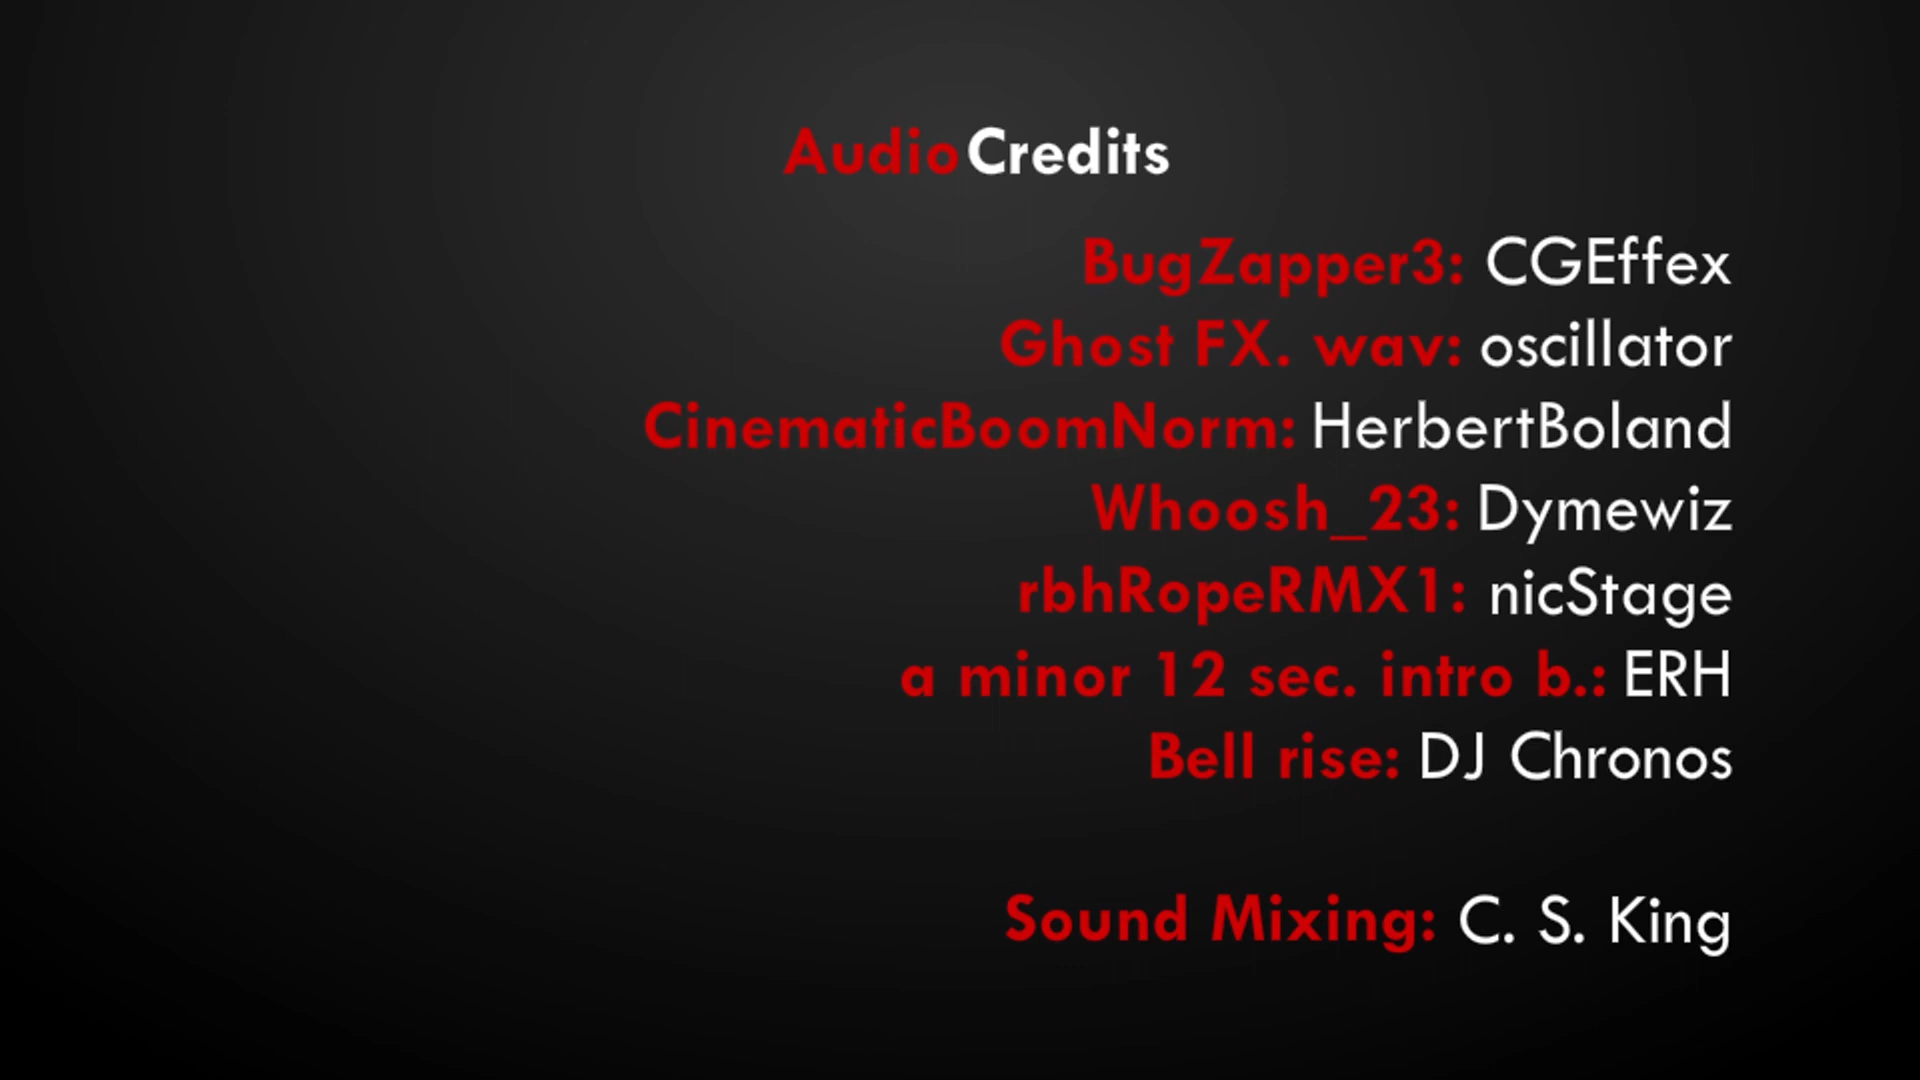 Audio Credits
BugZapper3: CGEffex
Ghost FX. wav: oscillator
CinematicBoomNorm: HerbertBoland
Whoosh_23: Dymewiz
rbhRopeRMX1: nicStage
a minor 12 sec. intro b.: ERH
Bell rise: DJ Chronos
Sound Mixing: C. S. King